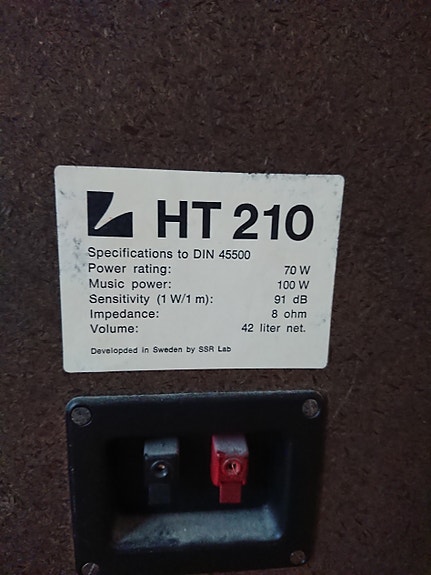 HT 210
Specifications to DIN 45500
Power rating: 70 W
Music power: 100 W
Sensitivity (1 W/1 m): 91 dB
Impedance: 8 ohm
Volume: 42 liter net.
Developded in Sweden by SSR Lab